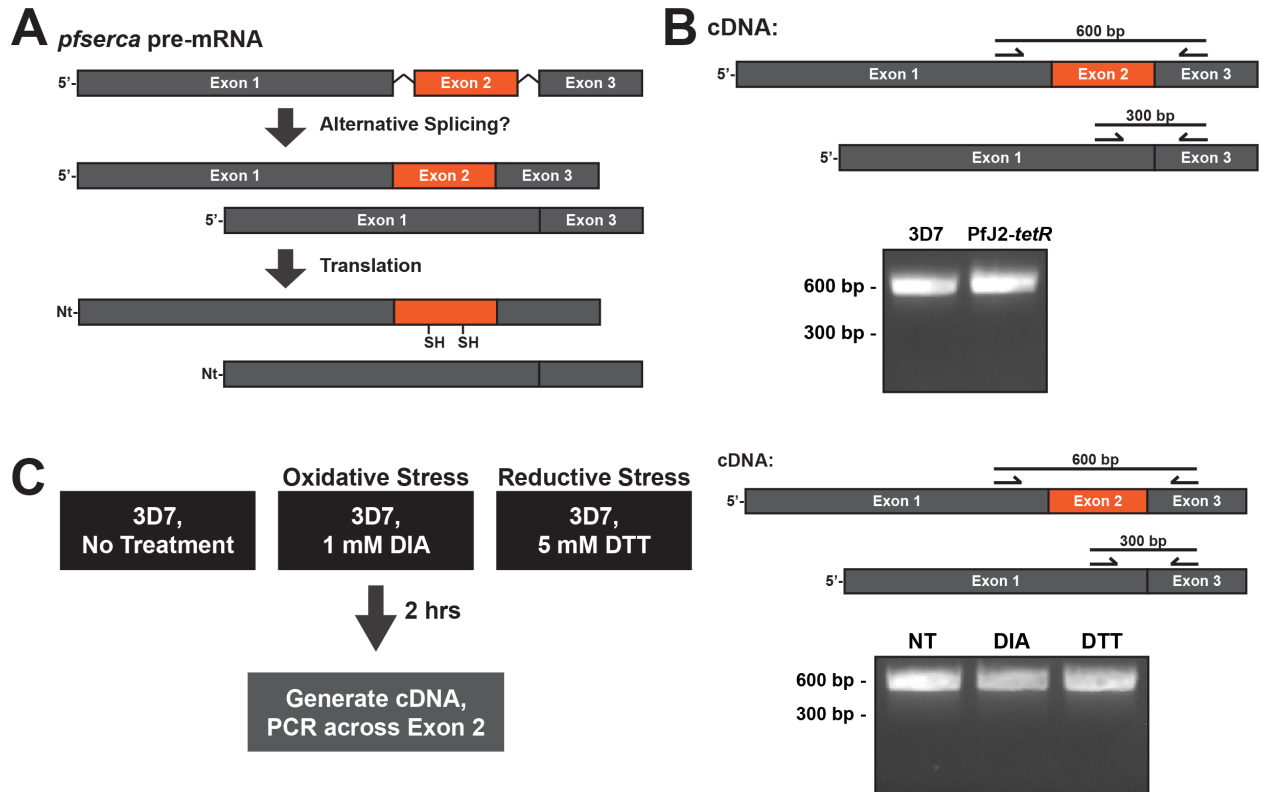 A
pfserca pre-mRNA
5'-
Exon 1
Exon 2
Exon 3
Alternative Splicing?
5'-
Exon 1
Exon 2
Exon 3
5'-
Exon 1
Exon 3
Translation
Nt-
SH SH
Nt-
B
cDNA:
600 bp
5'-
Exon 1
Exon 2
Exon 3
300 bp
5'-
Exon 1
Exon 3
3D7 PfJ2-tetR
600 bp -
300 bp -
C
3D7,
No Treatment
Oxidative Stress
3D7,
1 mM DIA
Reductive Stress
3D7,
5 mM DTT
2 hrs
Generate cDNA,
PCR across Exon 2
cDNA:
600 bp
5'-
Exon 1
Exon 2
Exon 3
300 bp
5'-
Exon 1
Exon 3
NT DIA DTT
600 bp -
300 bp -